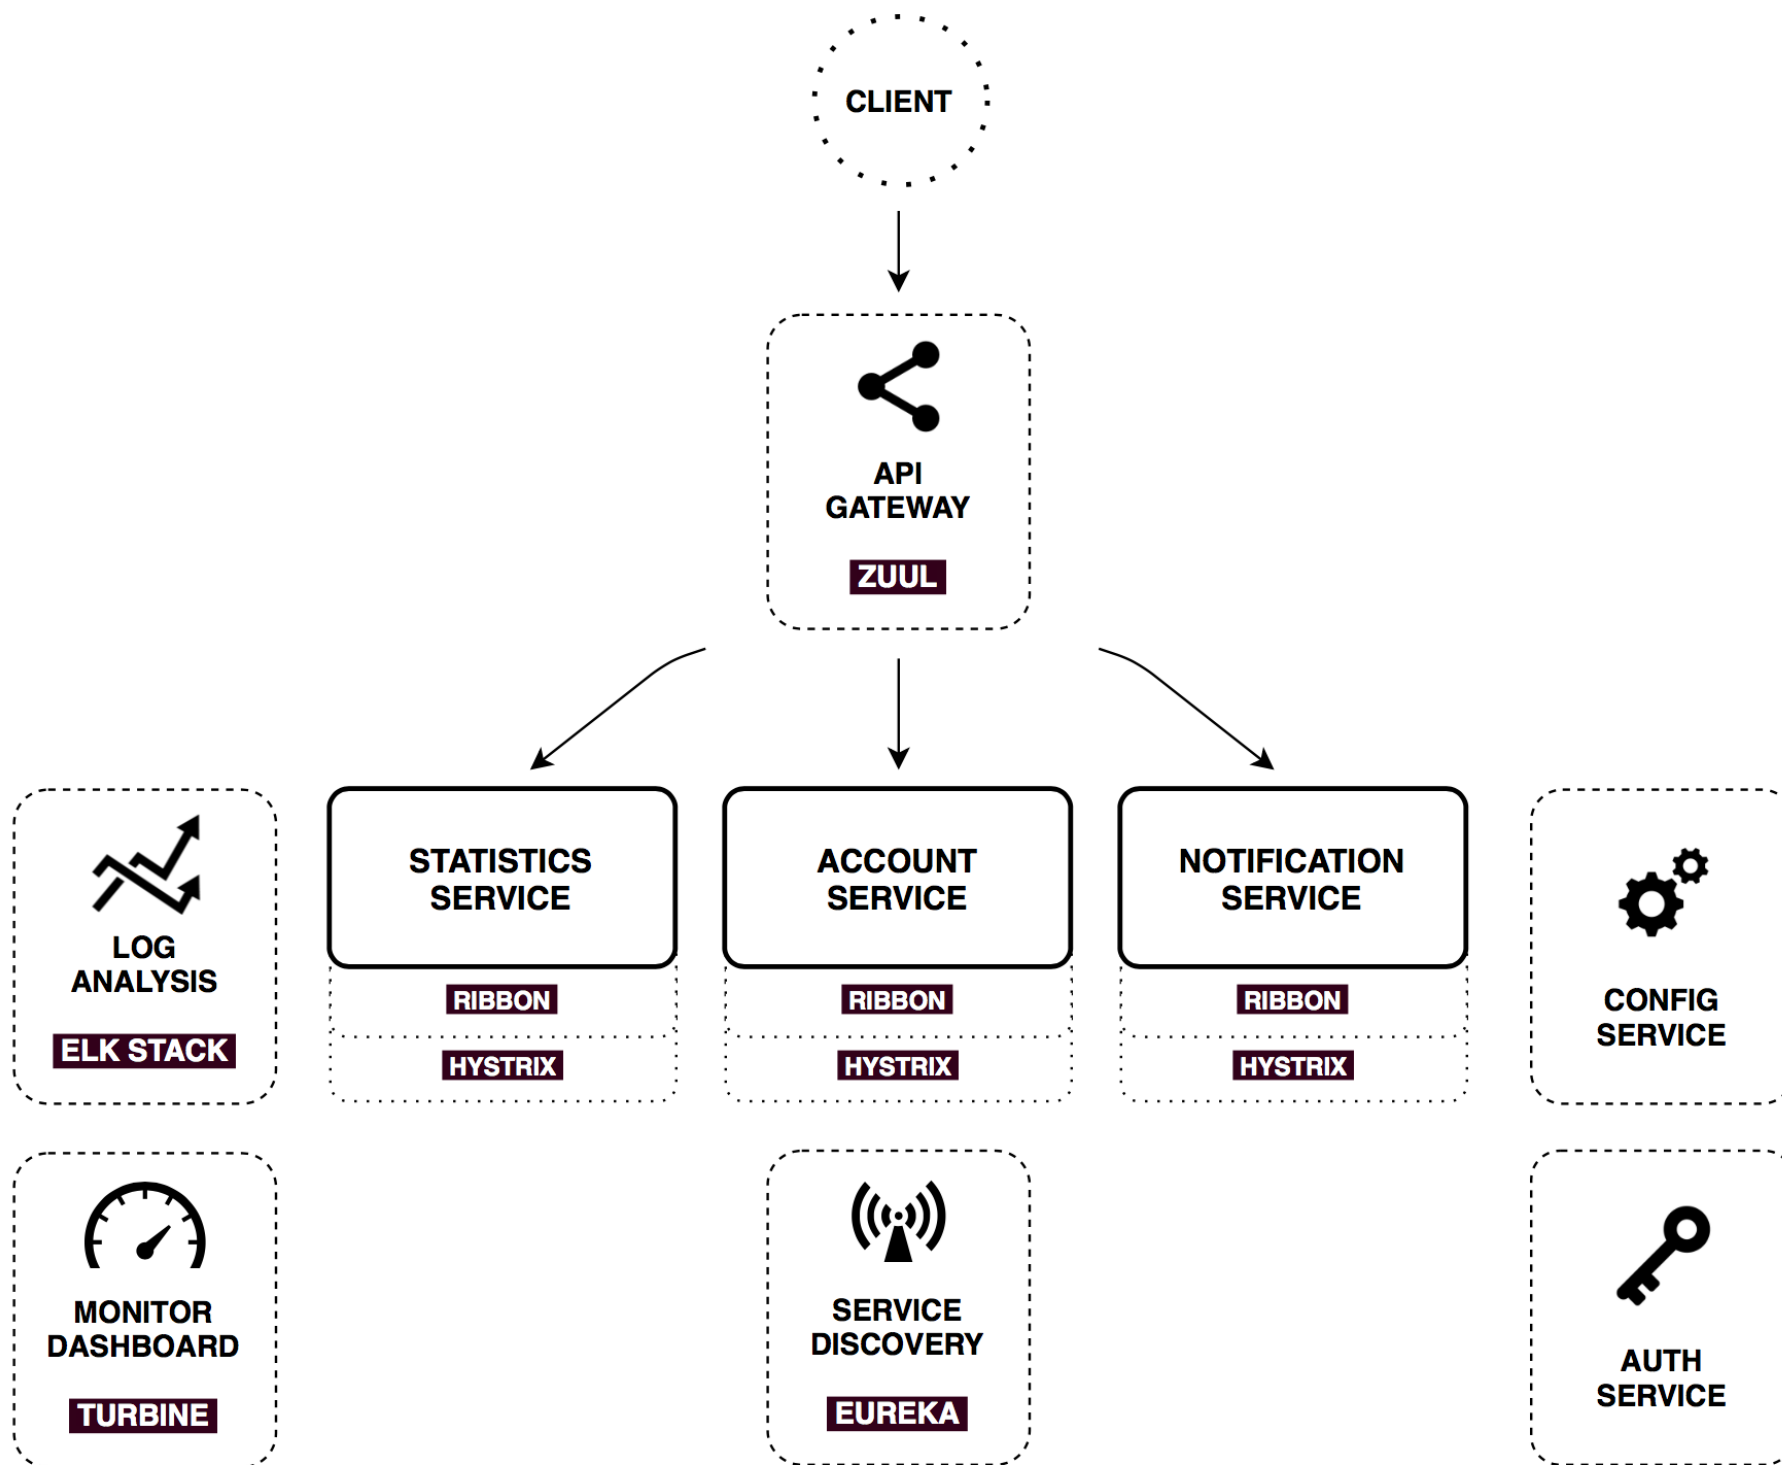 CLIENT
API
GATEWAY
ZUUL
LOG
ANALYSIS
ELK STACK
STATISTICS
SERVICE
RIBBON
HYSTRIX
ACCOUNT
SERVICE
RIBBON
HYSTRIX
NOTIFICATION
SERVICE
RIBBON
HYSTRIX
CONFIG
SERVICE
MONITOR
DASHBOARD
TURBINE
SERVICE
DISCOVERY
EUREKA
AUTH
SERVICE